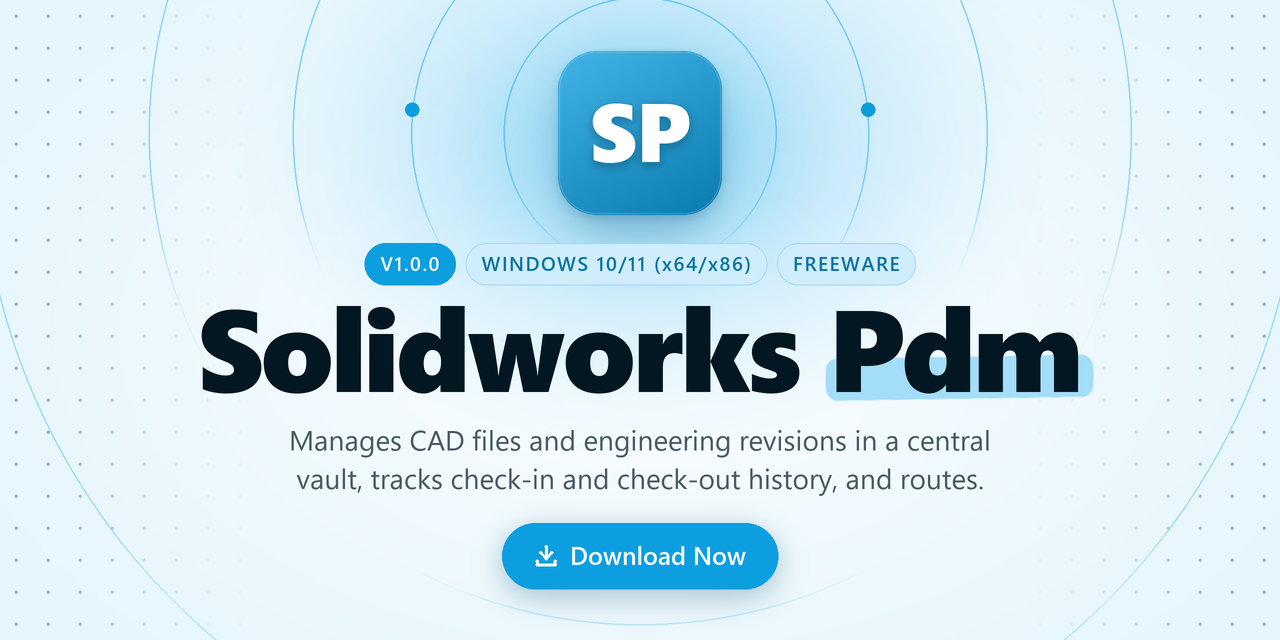 SP
V1.0.0 WINDOWS 10/11 (x64/x86) FREEWARE
Solidworks Pdm
Manages CAD files and engineering revisions in a central
vault, tracks check-in and check-out history, and routes.
Download Now